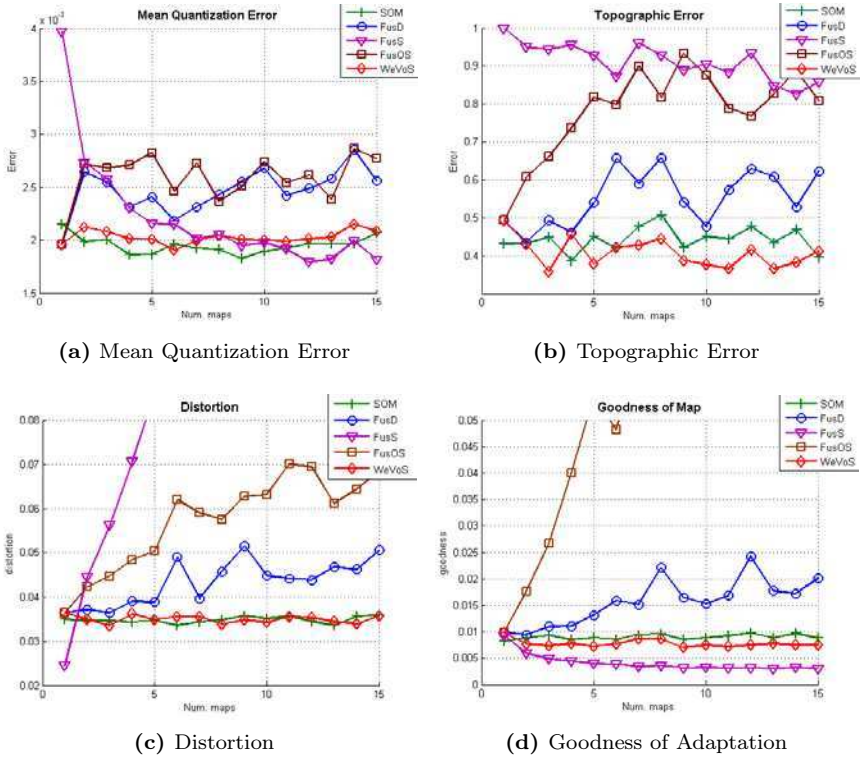 Mean Quantization Error
SOM
FusD
FusS
FusOS
WeVoS
4
3.5
3
2.5
2
1.5
Error
0
5
10
15
Num. maps
(a) Mean Quantization Error
Topographic Error
SOM
FusD
FusS
FusOS
WeVoS
1
0.9
0.8
0.7
0.6
0.5
0.4
Error
0
5
10
15
Num. maps
(b) Topographic Error
Distortion
SOM
FusD
FusS
FusOS
WeVoS
0.08
0.07
0.06
0.05
0.04
0.03
0.02
distortion
0
5
10
15
Num. maps
(c) Distortion
Goodness of Map
SOM
FusD
FusS
FusOS
WeVoS
0.05
0.045
0.04
0.035
0.03
0.025
0.02
0.015
0.01
0.005
0
goodness
0
5
10
15
Num. maps
(d) Goodness of Adaptation